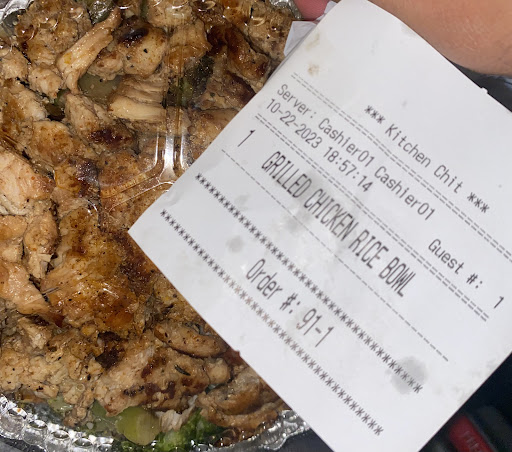 *** Kitchen Chit ***
Server: Cashier01 Cashier01
10-22-2023 18:57:14
Guest #: 1
1 GRILLED CHICKEN RICE BOWL
Order #: 91-1